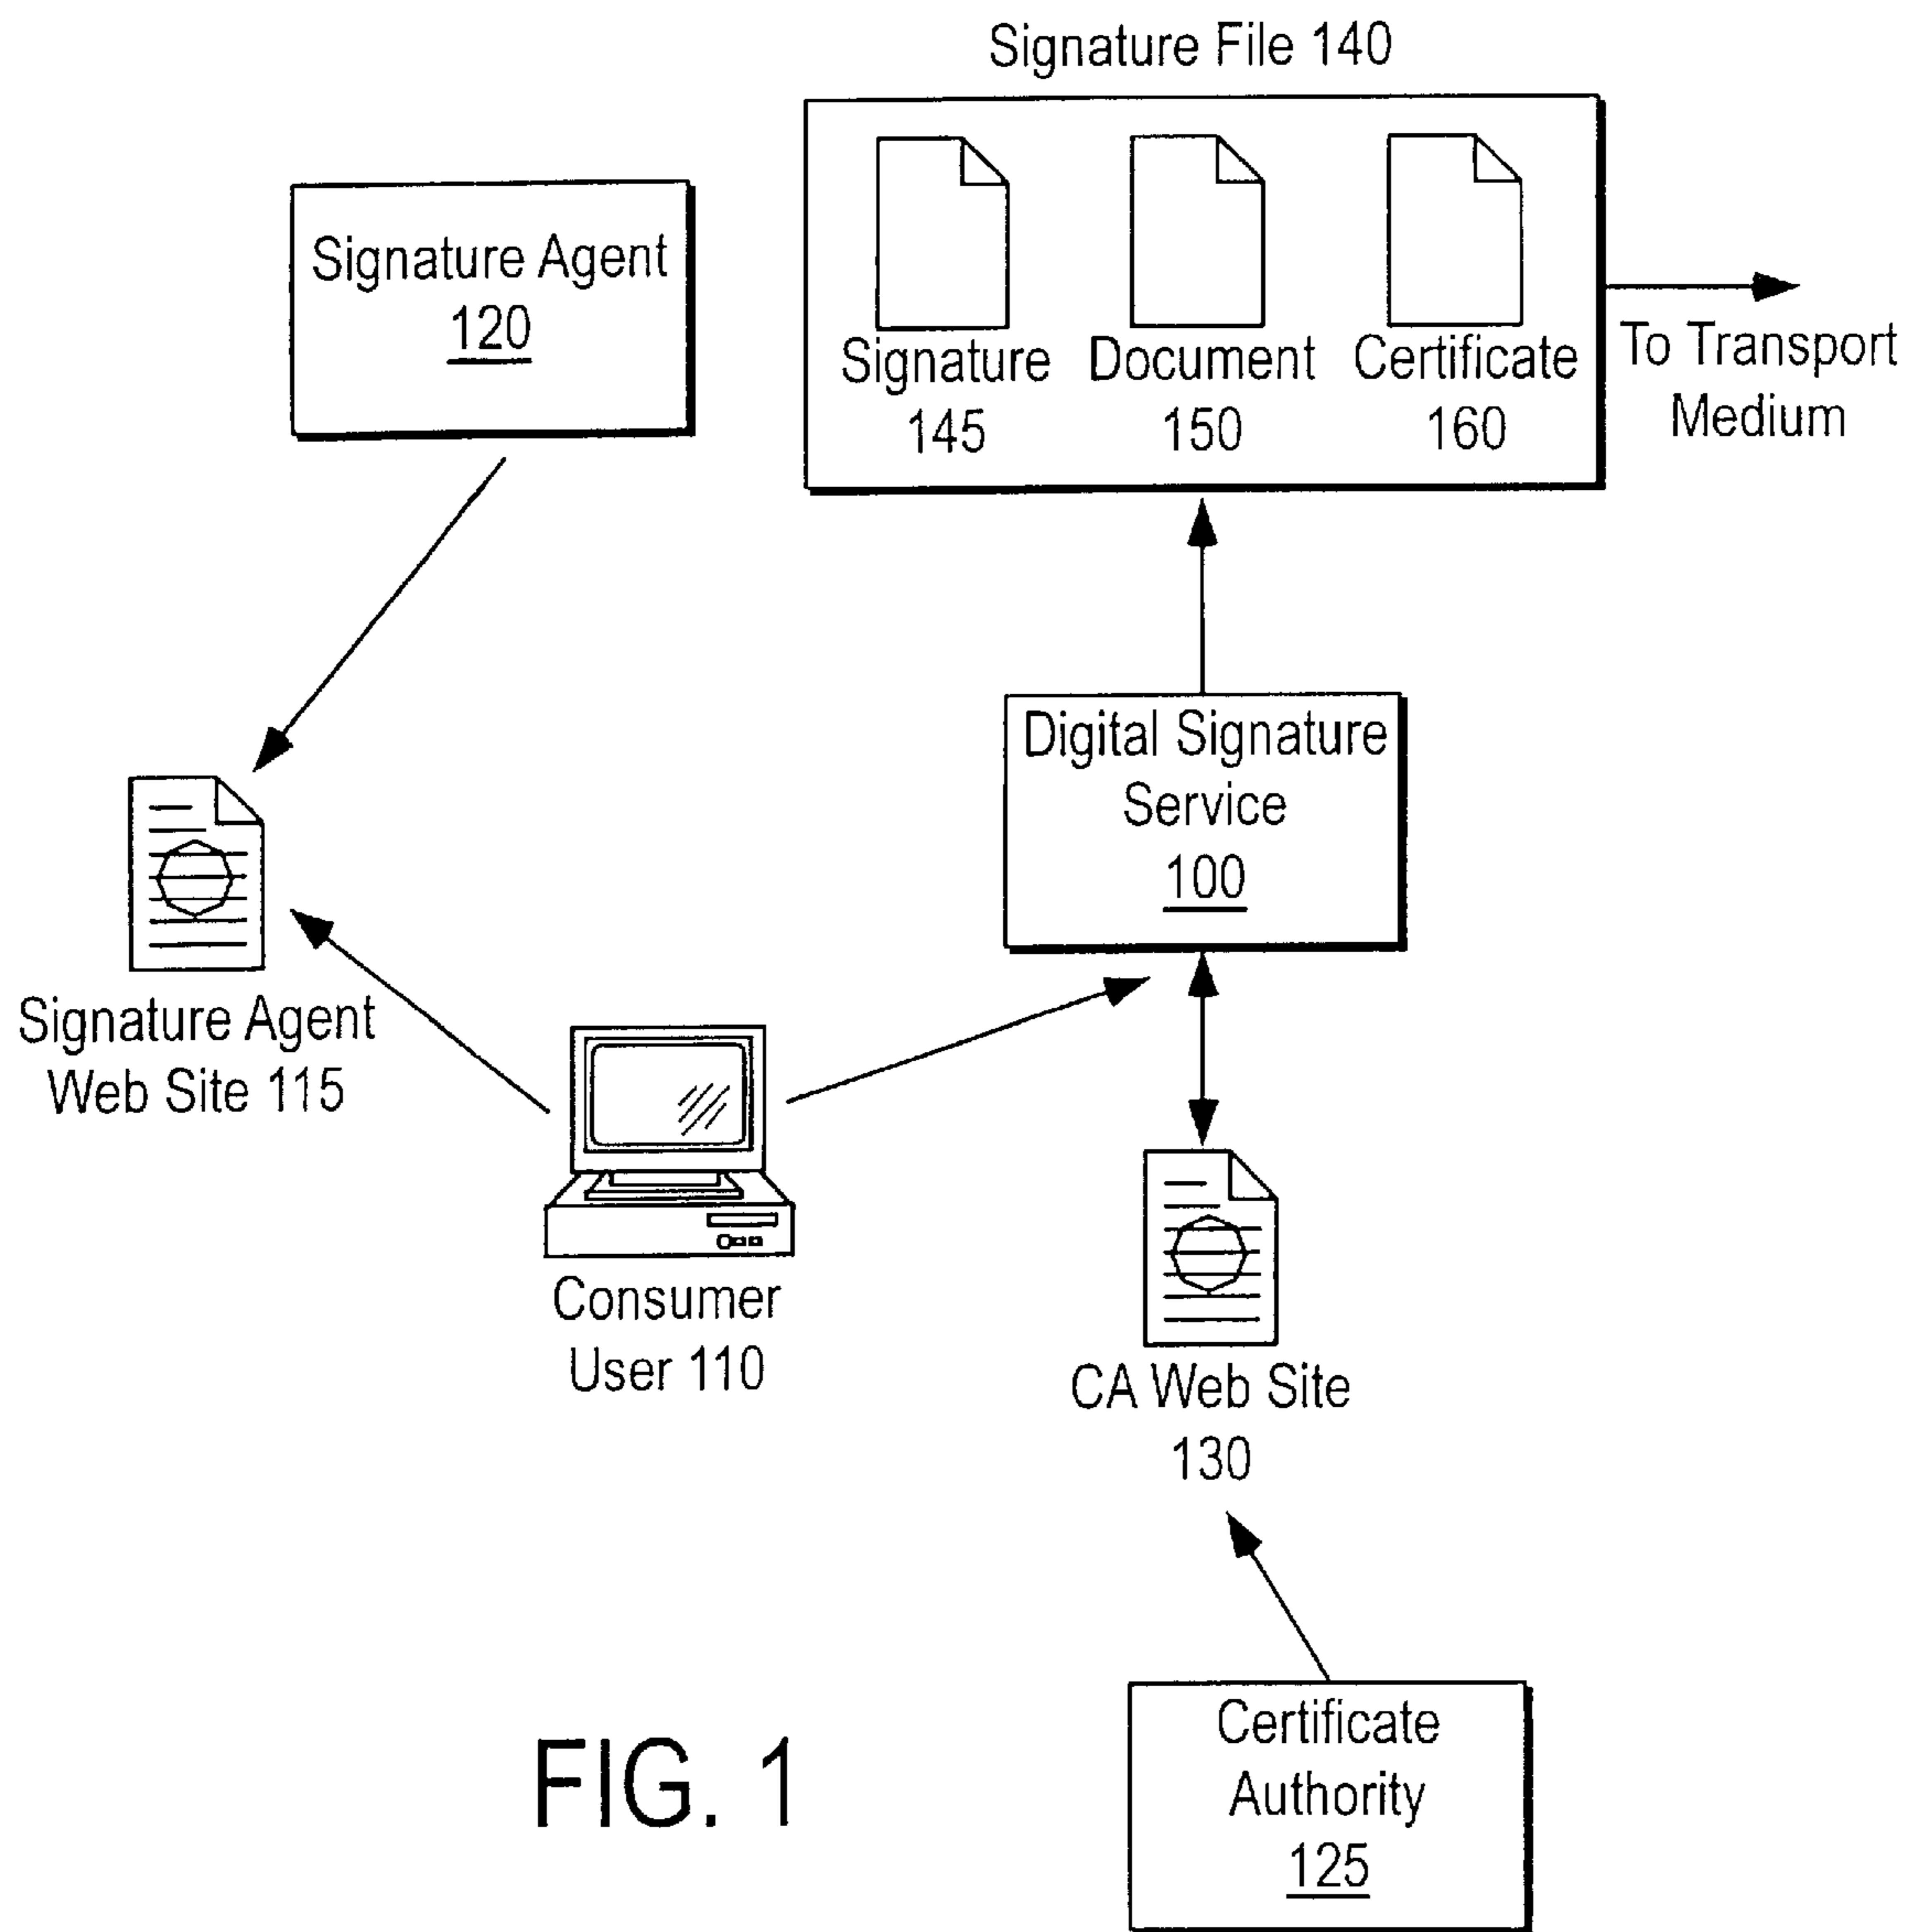 Signature File 140
Signature Agent
120
Signature
145
Document
150
Certificate
160
To Transport
Medium
Digital Signature
Service
100
Signature Agent
Web Site 115
Consumer
User 110
CA Web Site
130
Certificate
Authority
125
FIG. 1